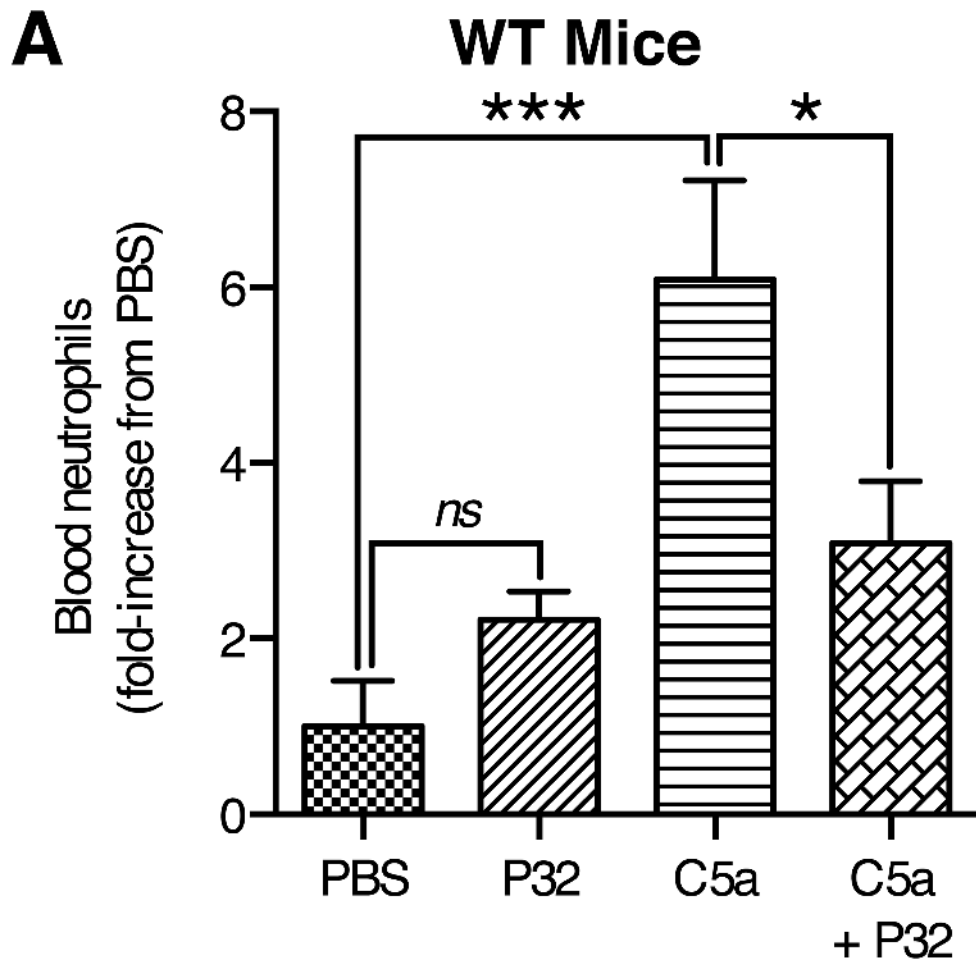 A
WT Mice
***
*
8
6
4
2
0
ns
Blood neutrophils
(fold-increase from PBS)
PBS
P32
C5a
C5a
+ P32